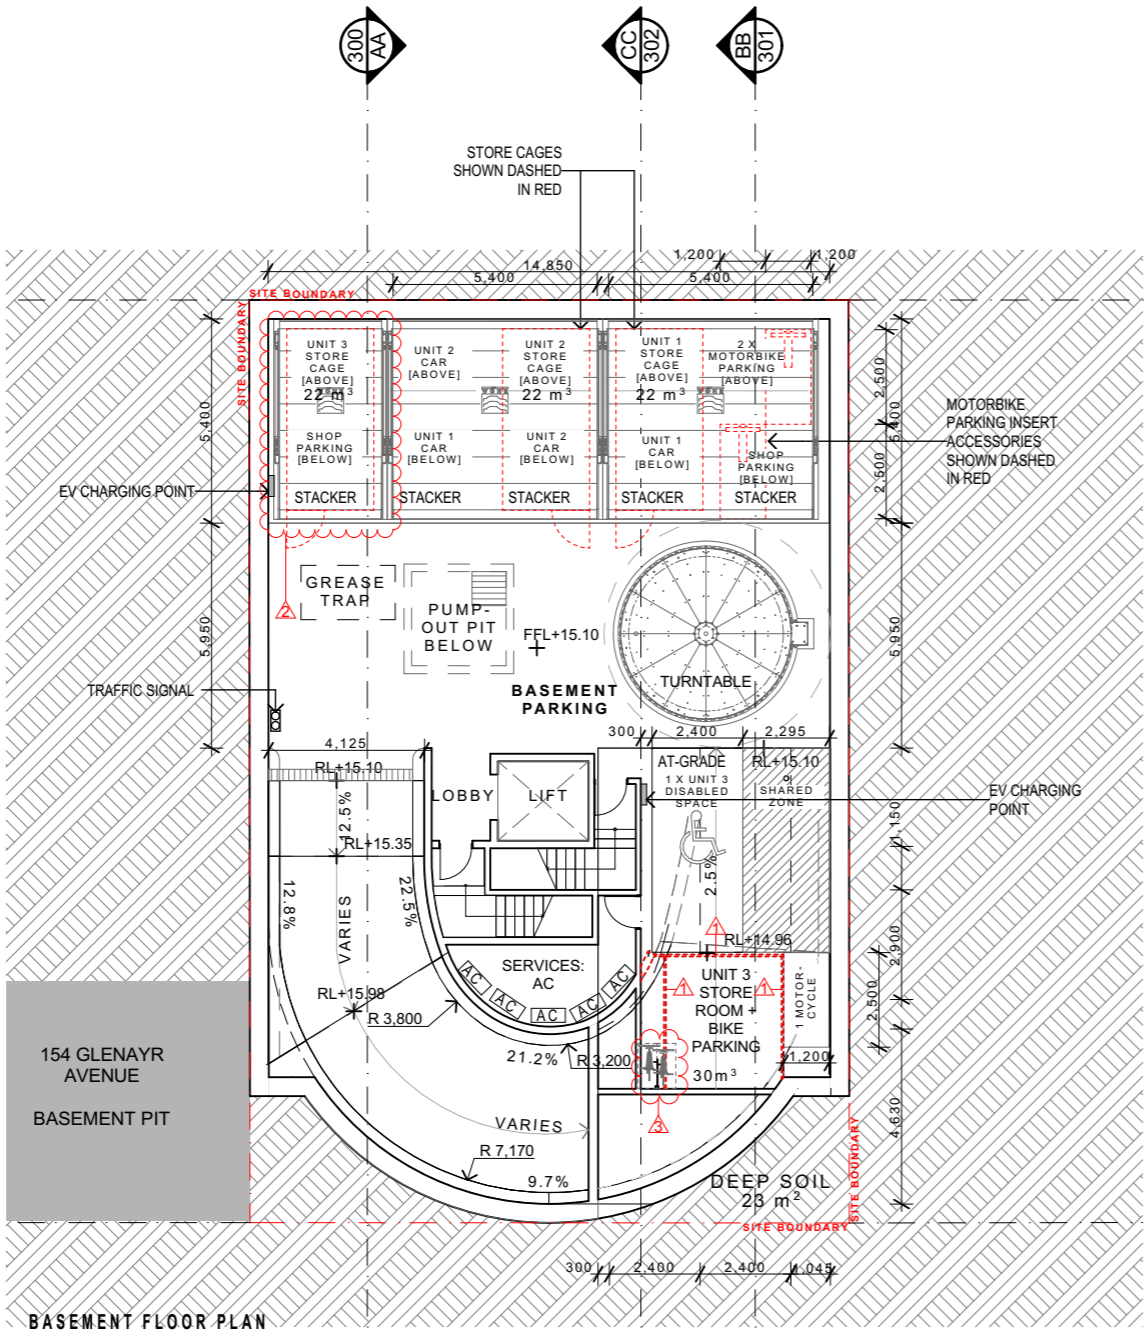 300
AA
CC
302
BB
301
STORE CAGES
SHOWN DASHED
IN RED
1,200
1,200
14,850
5,400
5,400
SITE BOUNDARY
SITE BOUNDARY
UNIT 3
STORE
CAGE
[ABOVE]
22 m³
UNIT 2
CAR
[ABOVE]
UNIT 2
STORE
CAGE
[ABOVE]
22 m³
UNIT 1
STORE
CAGE
[ABOVE]
22 m³
2 X
MOTORBIKE
PARKING
[ABOVE]
SHOP
PARKING
[BELOW]
UNIT 1
CAR
[BELOW]
UNIT 2
CAR
[BELOW]
UNIT 1
CAR
[BELOW]
SHOP
PARKING
[BELOW]
STACKER
STACKER
STACKER
STACKER
STACKER
5,400
2,500
5,400
2,500
MOTORBIKE
PARKING INSERT
ACCESSORIES
SHOWN DASHED
IN RED
EV CHARGING POINT
2
GREASE
TRAP
PUMP-
OUT PIT
BELOW
FFL+15.10
TURNTABLE
5,950
5,950
TRAFFIC SIGNAL
BASEMENT
PARKING
300
2,400
2,295
4,125
RL+15.10
12.5%
RL+15.35
LOBBY
LIFT
AT-GRADE
1 X UNIT 3
DISABLED
SPACE
RL+15.10
SHARED
ZONE
EV CHARGING
POINT
1,150
2.5%
12.8%
22.5%
VARIES
1
RL+14.96
2,900
2,500
SERVICES:
AC
AC
AC
AC
AC
AC
RL+15.98
R 3,800
21.2%
R 3,200
1
1
UNIT 3
STORE
ROOM +
BIKE
PARKING
30m³
1 MOTOR-
CYCLE
1,200
3
154 GLENAYR
AVENUE
BASEMENT PIT
VARIES
R 7,170
9.7%
4,630
DEEP SOIL
23 m²
SITE BOUNDARY
SITE BOUNDARY
300
2,400
2,400
1,045
BASEMENT FLOOR PLAN